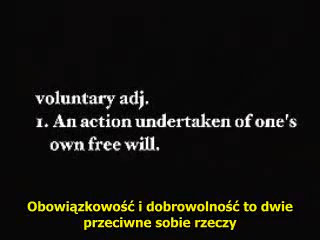 voluntary adj.
1. An action undertaken of one's
own free will.
Obowiązkowość i dobrowolność to dwie
przeciwne sobie rzeczy